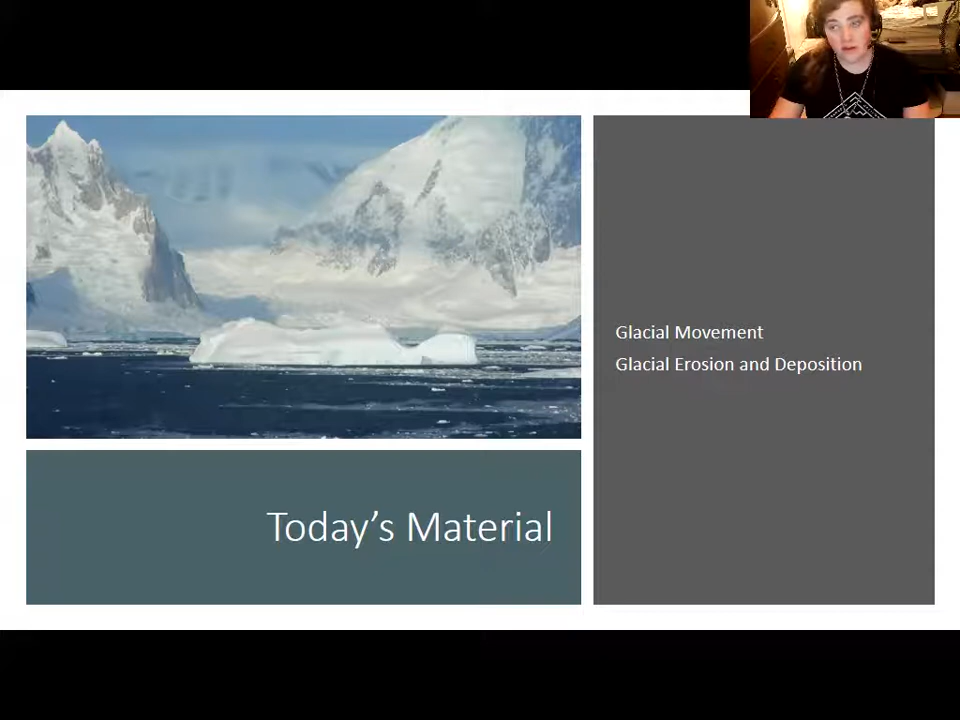 Glacial Movement
Glacial Erosion and Deposition
Today's Material